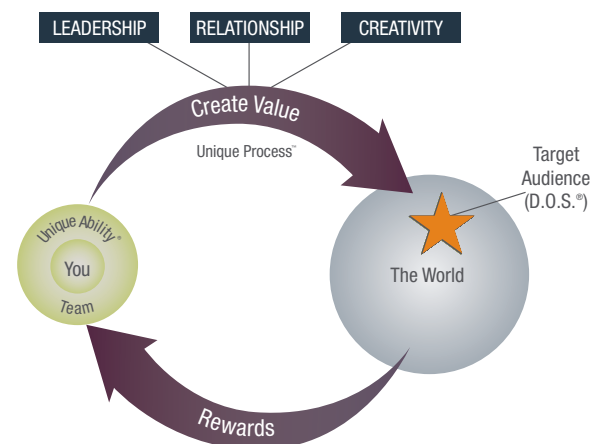 LEADERSHIP RELATIONSHIP CREATIVITY
Create Value
Unique Process™
Target
Audience
(D.O.S.®)
Unique Ability®
You
Team
The World
Rewards